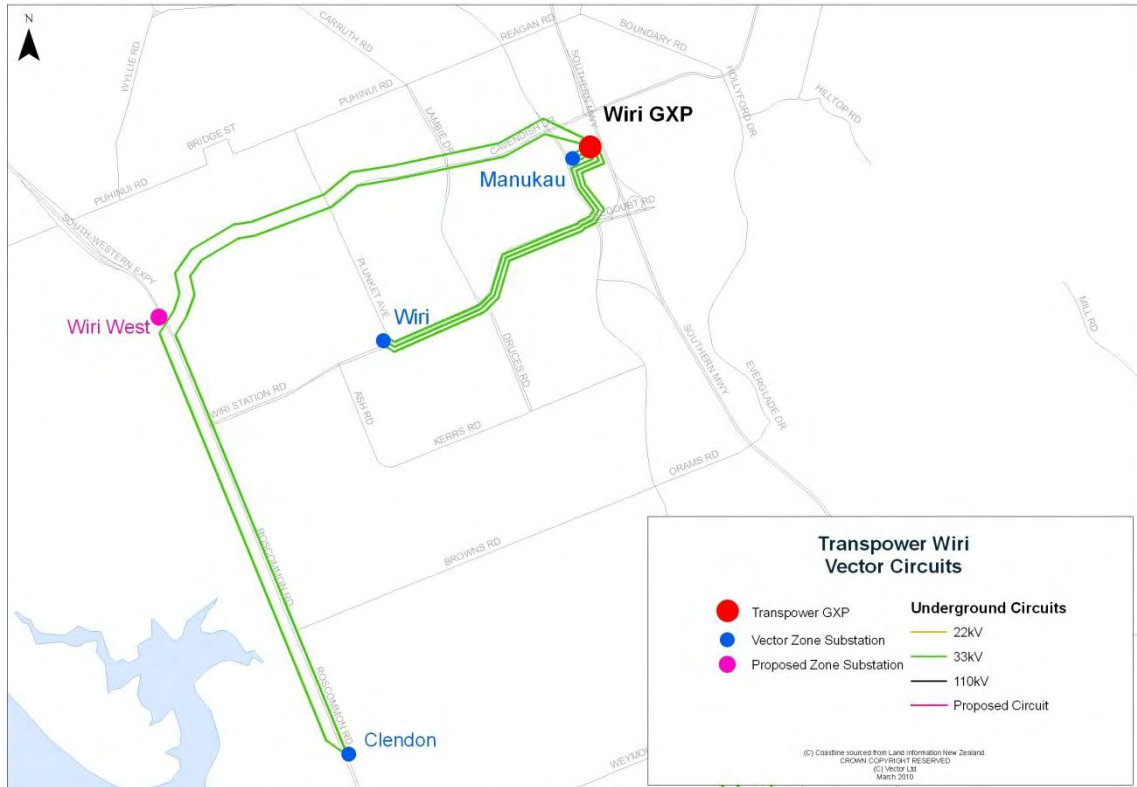 N
WYLLIE RD
CARRUTH RD
REAGAN RD
BOUNDARY RD
SOUTHERN MWY
HOLLYFORD DR
HILLTOP RD
PUHINUI RD
BRIDGE ST
LAMBIE DR
CAVENDISH DR
Wiri GXP
Manukau
PUHINUI RD
EDOUBT RD
SOUTH-WESTERN EXPY
PLUNKET AVE
Wiri West
Wiri
MILL RD
DRUCES RD
SOUTHERN MWY
EVERGLADE DR
WIRI STATION RD
ASH RD
KERRS RD
ORAMS RD
BROWNS RD
ROSCOMMON RD
ROSCOMMON RD
Clendon
WEYMO
Transpower Wiri
Vector Circuits
Transpower GXP
Vector Zone Substation
Proposed Zone Substation
Underground Circuits
22kV
33kV
110kV
Proposed Circuit
(C) Coastline sourced from Land Information New Zealand.
CROWN COPYRIGHT RESERVED
(C) Vector Ltd
March 2010